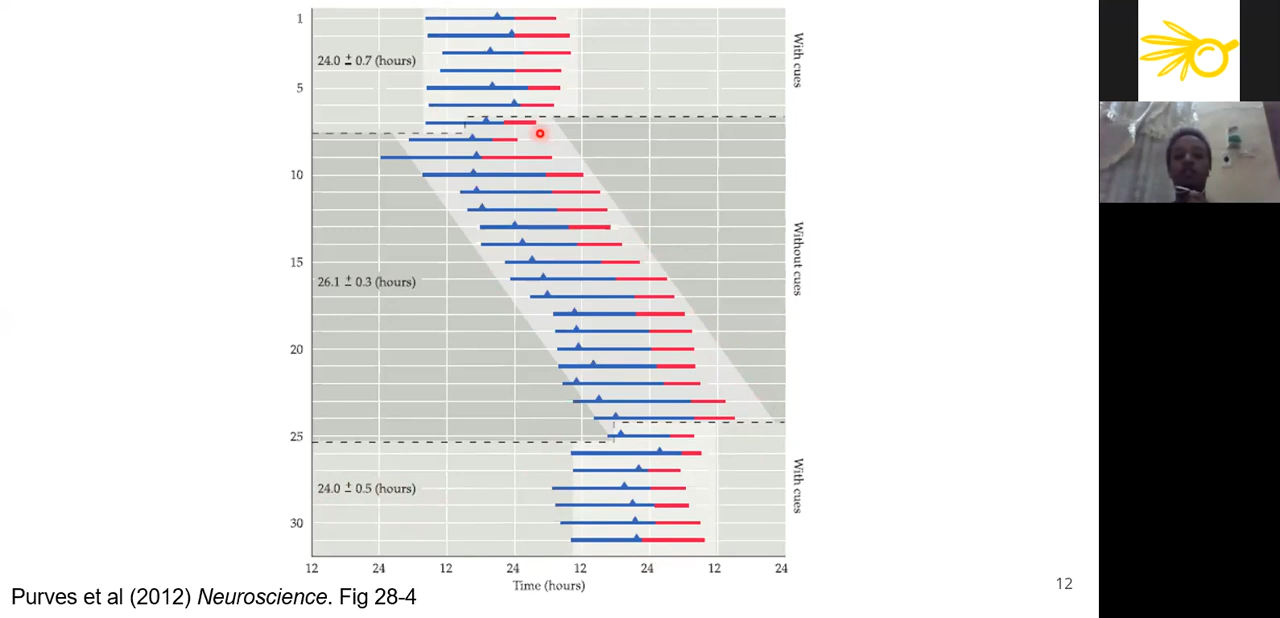 1
5
10
15
20
25
30
24.0 ± 0.7 (hours)
26.1 ± 0.3 (hours)
24.0 ± 0.5 (hours)
With cues
Without cues
With cues
12 24 12 24 12 24 12 24
Time (hours)
Purves et al (2012) Neuroscience. Fig 28-4
12